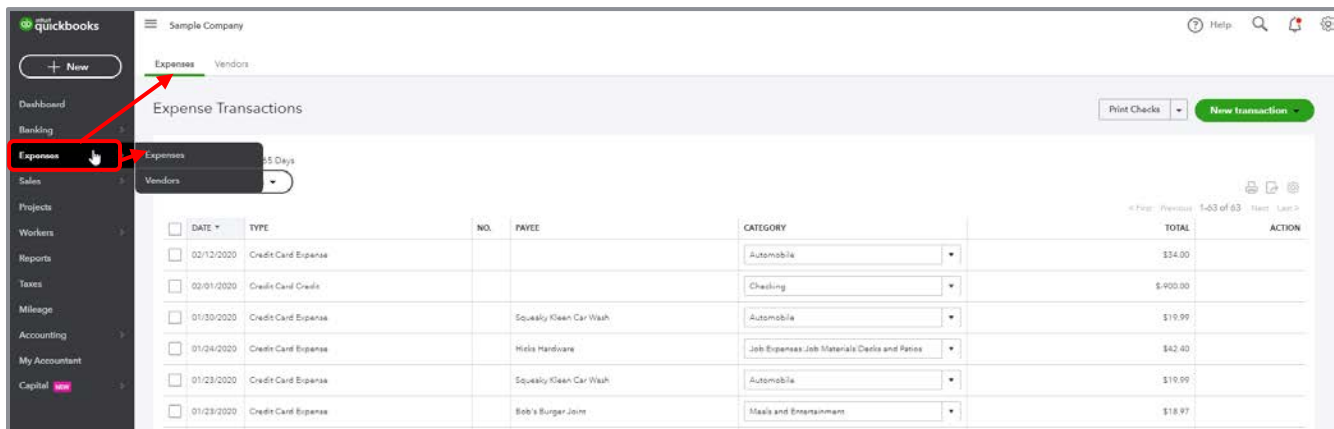 intuit quickbooks
Sample Company
Help
+ New
Expenses Vendors
Dashboard
Expense Transactions
Print Checks
New transaction
Banking
Expenses
Expenses
65 Days
Sales
Vendors
Projects
< First Previous 1-63 of 63 Next Last >
Workers
DATE TYPE NO. PAYEE CATEGORY TOTAL ACTION
Reports
02/12/2020 Credit Card Expense Automobile $34.00
Taxes
02/01/2020 Credit Card Credit Checking $-900.00
Mileage
01/30/2020 Credit Card Expense Squeaky Kleen Car Wash Automobile $19.99
Accounting
01/24/2020 Credit Card Expense Hicks Hardware Job Expenses:Job Materials:Decks and Patios $42.40
My Accountant
01/23/2020 Credit Card Expense Squeaky Kleen Car Wash Automobile $19.99
Capital NEW
01/23/2020 Credit Card Expense Bob's Burger Joint Meals and Entertainment $18.97